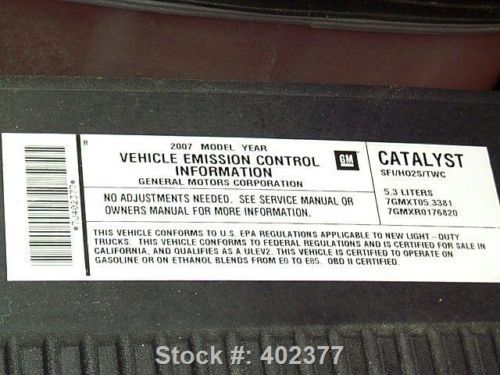 H
*70402377D*
2007 MODEL YEAR
VEHICLE EMISSION CONTROL
INFORMATION
GENERAL MOTORS CORPORATION
GM
NO ADJUSTMENTS NEEDED. SEE SERVICE MANUAL OR
OWNERS MANUAL FOR MORE INFORMATION.
CATALYST
SFI/HO2S/TWC
5.3 LITERS
7GMXT05.3381
7GMXR0176820
THIS VEHICLE CONFORMS TO U.S. EPA REGULATIONS APPLICABLE TO NEW LIGHT-DUTY
TRUCKS. THIS VEHICLE CONFORMS TO FEDERAL REGULATIONS AND IS CERTIFIED FOR SALE IN
CALIFORNIA, AND QUALIFIES AS A ULEV2. THIS VEHICLE IS CERTIFIED TO OPERATE ON
GASOLINE OR ON ETHANOL BLENDS FROM E0 TO E85. OBD II CERTIFIED.
Stock #: 402377